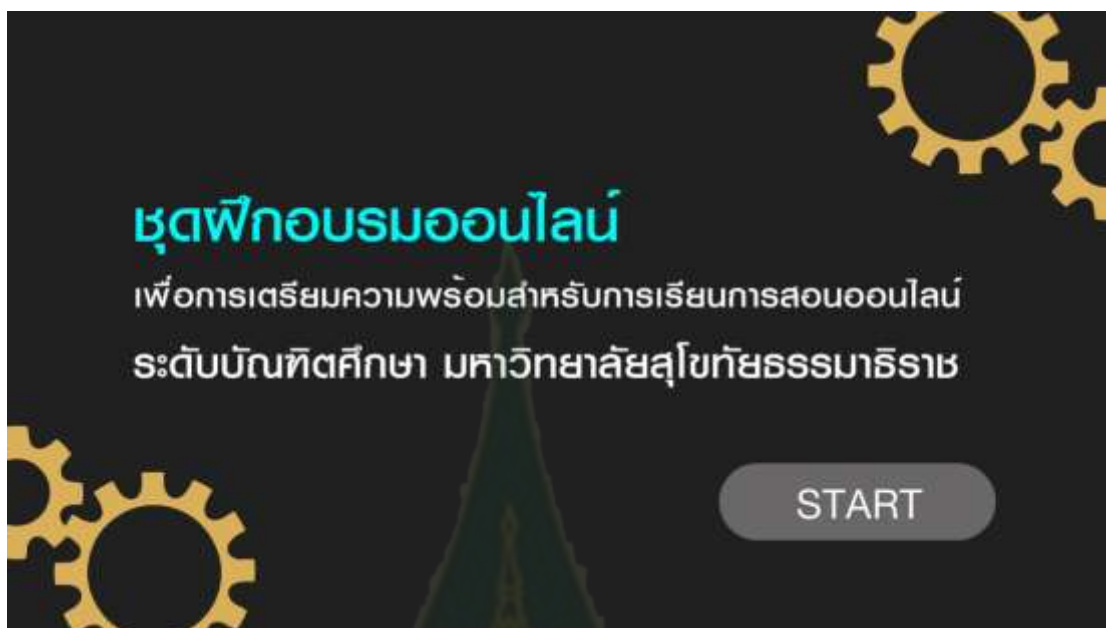 ชุดฝึกอบรมออนไลน์
เพื่อการเตรียมความพร้อมสำหรับการเรียนการสอนออนไลน์
ระดับบัณฑิตศึกษา มหาวิทยาลัยสุโขทัยธรรมาธิราช
START